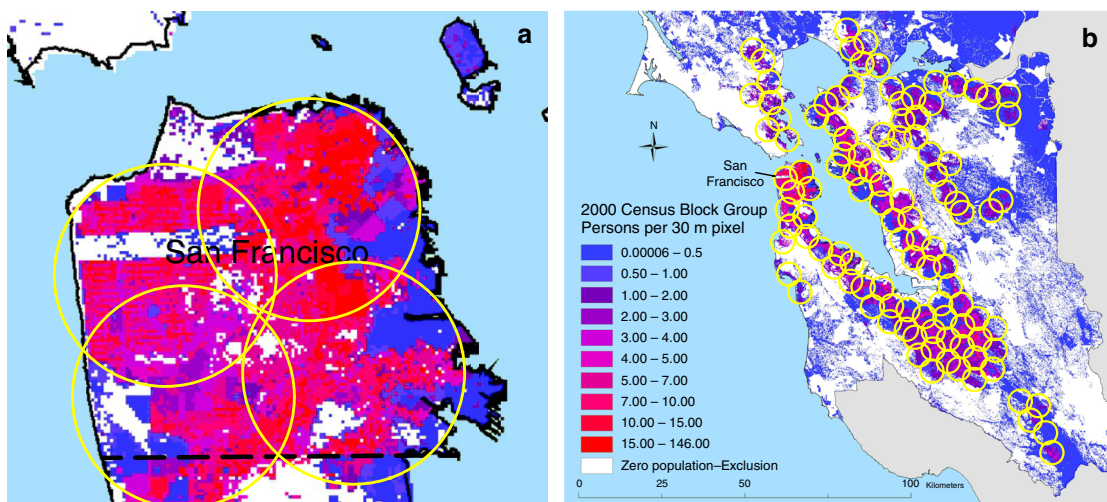 a
San Francisco
b
N
San
Francisco
2000 Census Block Group
Persons per 30 m pixel
0.00006 – 0.5
0.50 – 1.00
1.00 – 2.00
2.00 – 3.00
3.00 – 4.00
4.00 – 5.00
5.00 – 7.00
7.00 – 10.00
10.00 – 15.00
15.00 – 146.00
Zero population–Exclusion
0 25 50 100 Kilometers